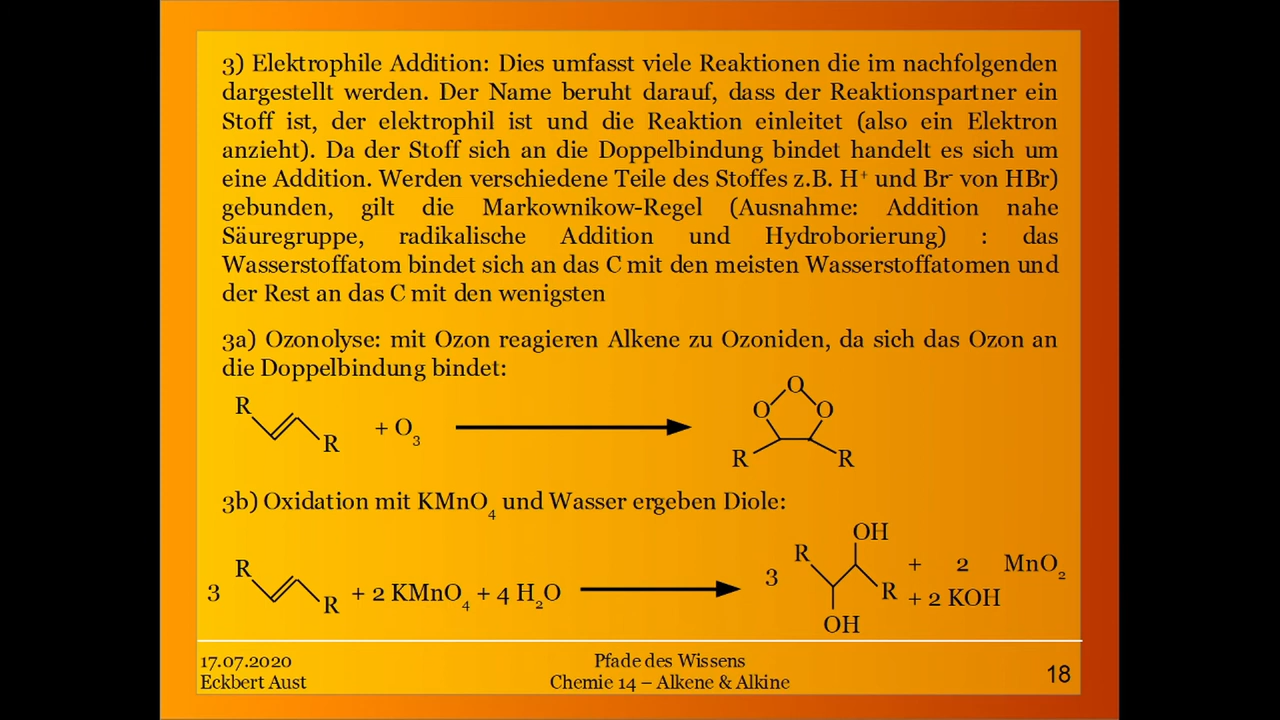 3) Elektrophile Addition: Dies umfasst viele Reaktionen die im nachfolgenden
dargestellt werden. Der Name beruht darauf, dass der Reaktionspartner ein
Stoff ist, der elektrophil ist und die Reaktion einleitet (also ein Elektron
anzieht). Da der Stoff sich an die Doppelbindung bindet handelt es sich um
eine Addition. Werden verschiedene Teile des Stoffes z.B. H⁺ und Br⁻ von HBr)
gebunden, gilt die Markownikow-Regel (Ausnahme: Addition nahe
Säuregruppe, radikalische Addition und Hydroborierung) : das
Wasserstoffatom bindet sich an das C mit den meisten Wasserstoffatomen und
der Rest an das C mit den wenigsten
3a) Ozonolyse: mit Ozon reagieren Alkene zu Ozoniden, da sich das Ozon an
die Doppelbindung bindet:
R R + O₃ O O O R R
3b) Oxidation mit KMnO₄ und Wasser ergeben Diole:
3 R R + 2 KMnO₄ + 4 H₂O 3 R OH R OH + 2 MnO₂
+ 2 KOH
17.07.2020
Eckbert Aust
Pfade des Wissens
Chemie 14 – Alkene & Alkine
18